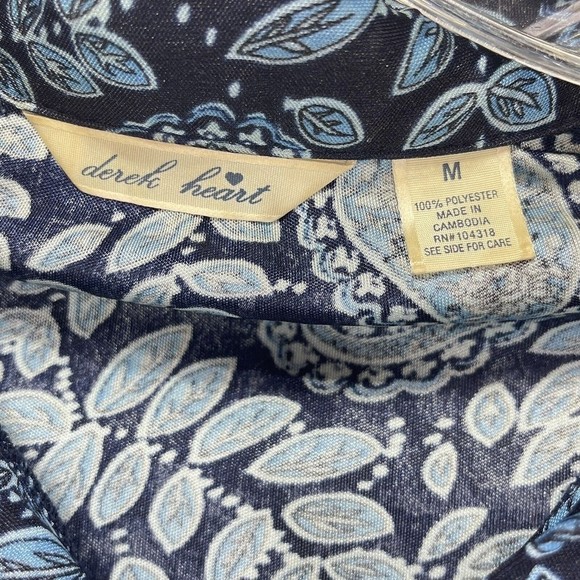 derek heart
M
100% POLYESTER
MADE IN
CAMBODIA
RN#104318
SEE SIDE FOR CARE